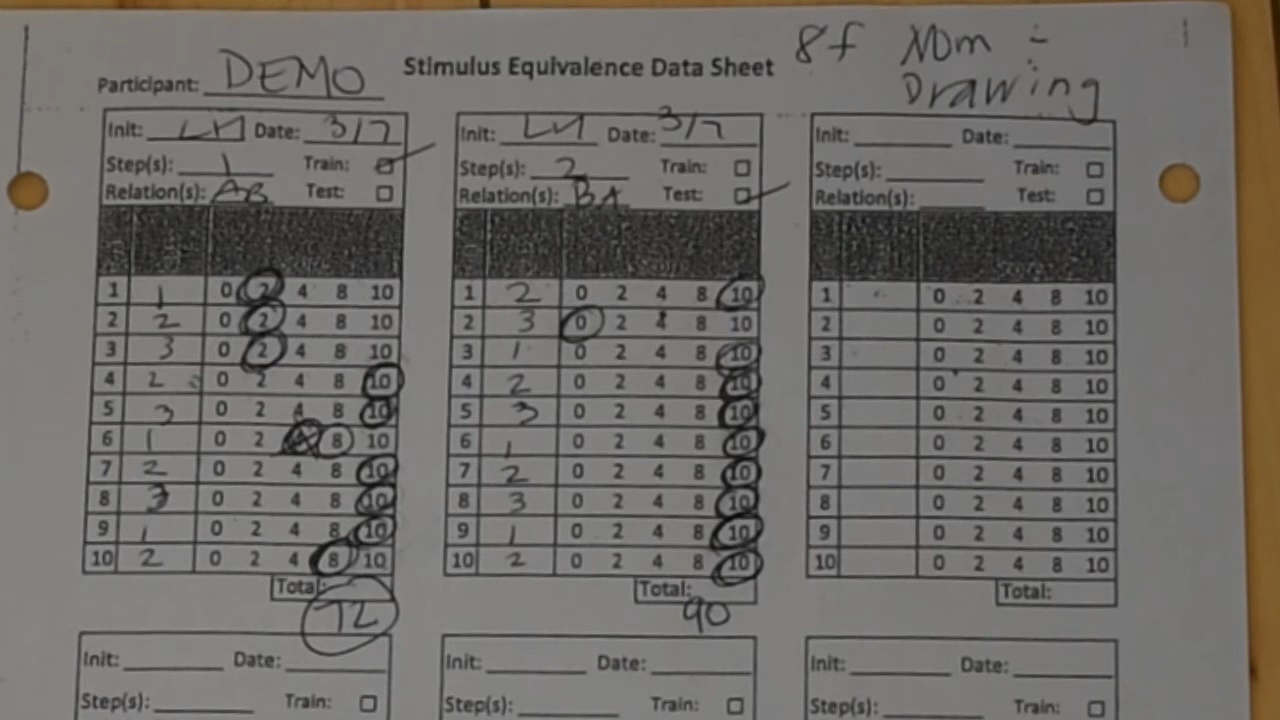 8f Nom -
Participant: DEMO Stimulus Equivalence Data Sheet Drawing
Init: LM Date: 3/7
Step(s): 1 Train:
Relation(s): AB Test:
1 1 0 2 4 8 10
2 2 0 2 4 8 10
3 3 0 2 4 8 10
4 2 0 2 4 8 10
5 3 0 2 4 8 10
6 1 0 2 4 8 10
7 2 0 2 4 8 10
8 3 0 2 4 8 10
9 1 0 2 4 8 10
10 2 0 2 4 8 10
Total:
72
Init: LM Date: 3/7
Step(s): 2 Train:
Relation(s): BA Test:
1 2 0 2 4 8 10
2 3 0 2 4 8 10
3 1 0 2 4 8 10
4 2 0 2 4 8 10
5 3 0 2 4 8 10
6 1 0 2 4 8 10
7 2 0 2 4 8 10
8 3 0 2 4 8 10
9 1 0 2 4 8 10
10 2 0 2 4 8 10
Total:
90
Init: Date:
Step(s): Train:
Relation(s): Test:
1 0 2 4 8 10
2 0 2 4 8 10
3 0 2 4 8 10
4 0 2 4 8 10
5 0 2 4 8 10
6 0 2 4 8 10
7 0 2 4 8 10
8 0 2 4 8 10
9 0 2 4 8 10
10 0 2 4 8 10
Total:
Init: Date:
Step(s): Train:
Init: Date:
Step(s): Train:
Init: Date:
Step(s): Train: